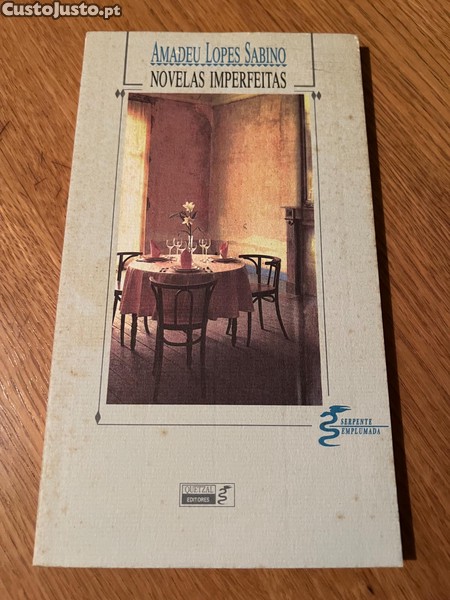 CustoJusto.pt
AMADEU LOPES SABINO
NOVELAS IMPERFEITAS
SERPENTE
EMPLUMADA
QUETZAL
EDITORES